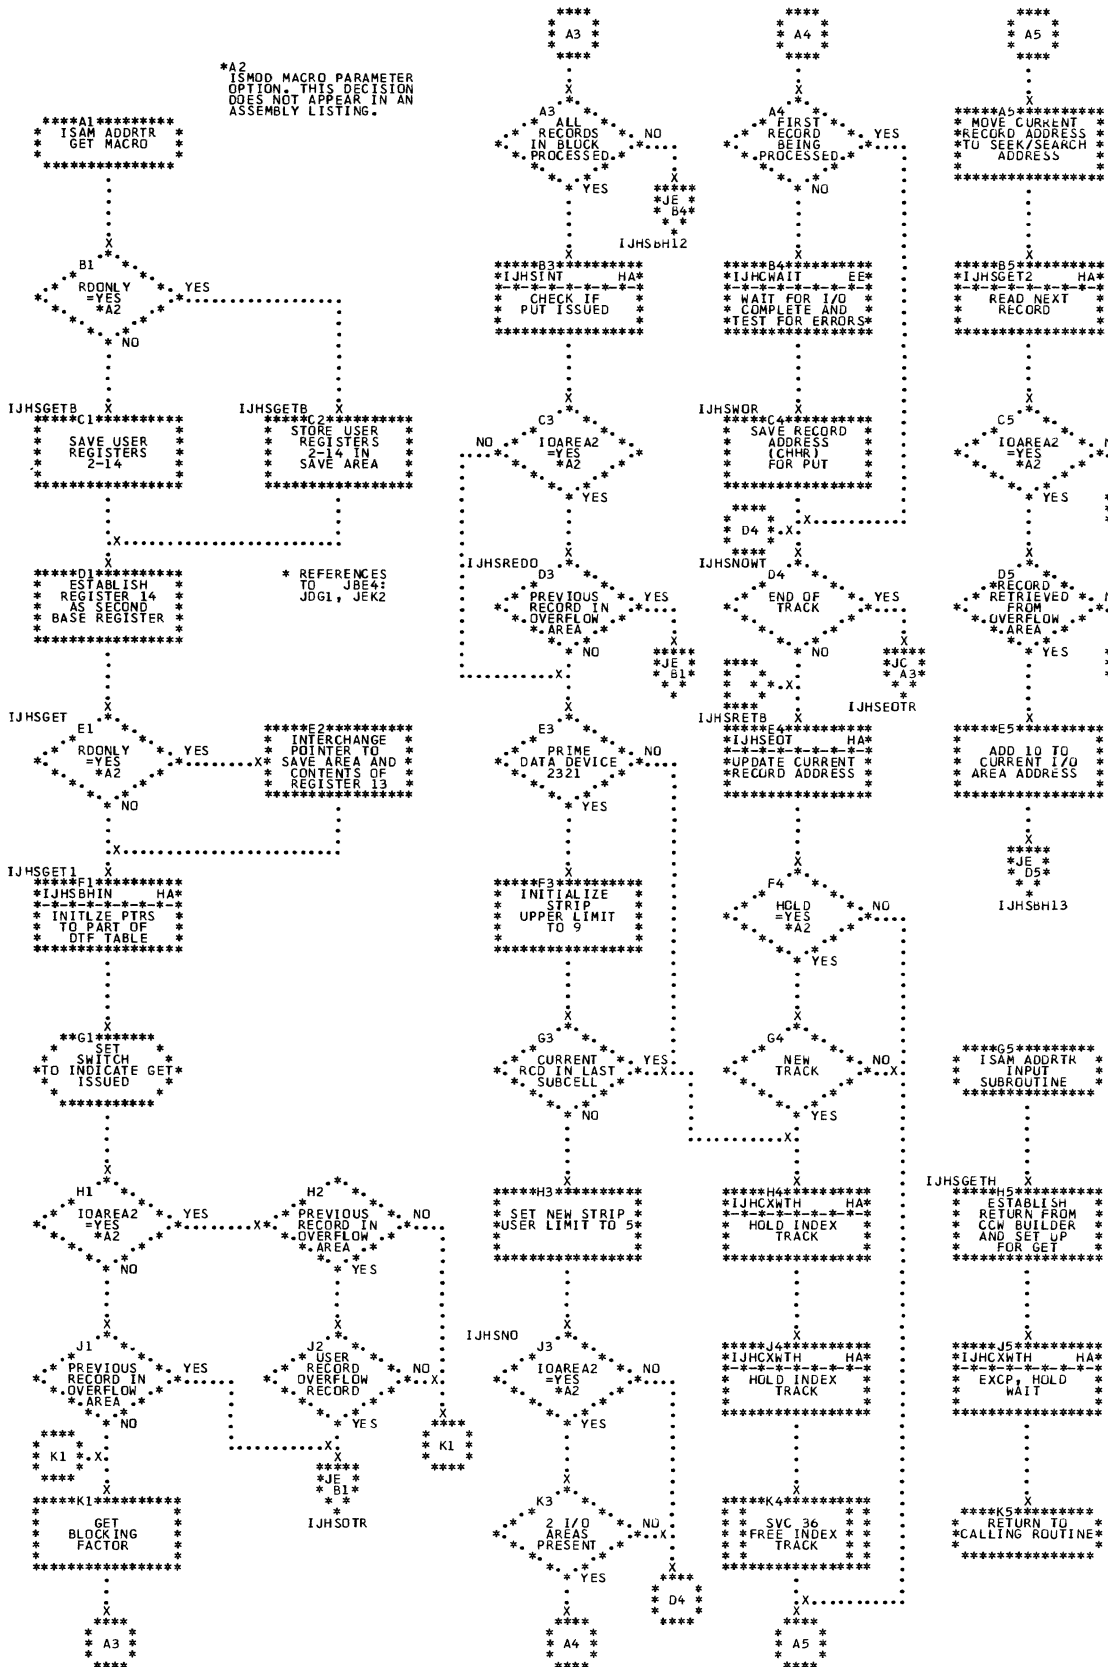 *A2
ISMOD MACRO PARAMETER
OPTION. THIS DECISION
DOES NOT APPEAR IN AN
ASSEMBLY LISTING.
A1
ISAM ADDRTR
GET MACRO
B1
RDONLY
=YES
*A2
YES
NO
IJHSGETB
C1
SAVE USER
REGISTERS
2-14
IJHSGETB
C2
STORE USER
REGISTERS
2-14 IN
SAVE AREA
D1
ESTABLISH
REGISTER 14
AS SECOND
BASE REGISTER
* REFERENCES
TO JBE4:
JDG1, JEK2
IJHSGET
E1
RDONLY
=YES
*A2
YES
NO
E2
INTERCHANGE
POINTER TO
SAVE AREA AND
CONTENTS OF
REGISTER 13
IJHSGET1
F1
IJHSBHIN HA
INITLZE PTRS
TO PART OF
DTF TABLE
G1
SET
SWITCH
TO INDICATE GET
ISSUED
H1
IOAREA2
=YES
*A2
YES
NO
H2
PREVIOUS
RECORD IN
OVERFLOW
AREA
NO
YES
J1
PREVIOUS
RECORD IN
OVERFLOW
AREA
YES
NO
J2
USER
RECORD
OVERFLOW
RECORD
NO
YES
K1
K1
JE
B1
IJHSOTR
K1
GET
BLOCKING
FACTOR
A3
A3
A3
ALL
RECORDS
IN BLOCK
PROCESSED
NO
YES
JE
B4
IJHSBH12
B3
IJHSINT HA
CHECK IF
PUT ISSUED
C3
IOAREA2
=YES
*A2
NO
YES
IJHSREDO
D3
PREVIOUS
RECORD IN
OVERFLOW
AREA
YES
NO
JE
B1
E3
PRIME
DATA DEVICE
2321
NO
YES
F3
INITIALIZE
STRIP
UPPER LIMIT
TO 9
G3
CURRENT
RCD IN LAST
SUBCELL
YES
NO
H3
SET NEW STRIP
USER LIMIT TO 5
IJHSNO
J3
IOAREA2
=YES
*A2
NO
YES
K3
2 I/O
AREAS
PRESENT
NO
YES
D4
A4
A4
A4
FIRST
RECORD
BEING
PROCESSED
YES
NO
B4
IJHCWAIT EE
WAIT FOR I/O
COMPLETE AND
TEST FOR ERRORS
IJHSWOR
C4
SAVE RECORD
ADDRESS
(CHHR)
FOR PUT
D4
IJHSNOWT
D4
END OF
TRACK
YES
NO
JC
A3
IJHSEOTR
IJHSRETB
E4
IJHSEOT HA
UPDATE CURRENT
RECORD ADDRESS
F4
HOLD
=YES
*A2
NO
YES
G4
NEW
TRACK
NO
YES
H4
IJHCXWTH HA
HOLD INDEX
TRACK
J4
IJHCXWTH HA
HOLD INDEX
TRACK
K4
SVC 36
FREE INDEX
TRACK
A5
A5
A5
MOVE CURRENT
RECORD ADDRESS
TO SEEK/SEARCH
ADDRESS
B5
IJHSGET2 HA
READ NEXT
RECORD
C5
IOAREA2
=YES
*A2
YES
D5
RECORD
RETRIEVED
FROM
OVERFLOW
AREA
YES
E5
ADD 10 TO
CURRENT I/O
AREA ADDRESS
JE
D5
IJHSBH13
G5
ISAM ADDRTR
INPUT
SUBROUTINE
IJHSGETH
H5
ESTABLISH
RETURN FROM
CCW BUILDER
AND SET UP
FOR GET
J5
IJHCXWTH HA
EXCP, HOLD
WAIT
K5
RETURN TO
CALLING ROUTINE